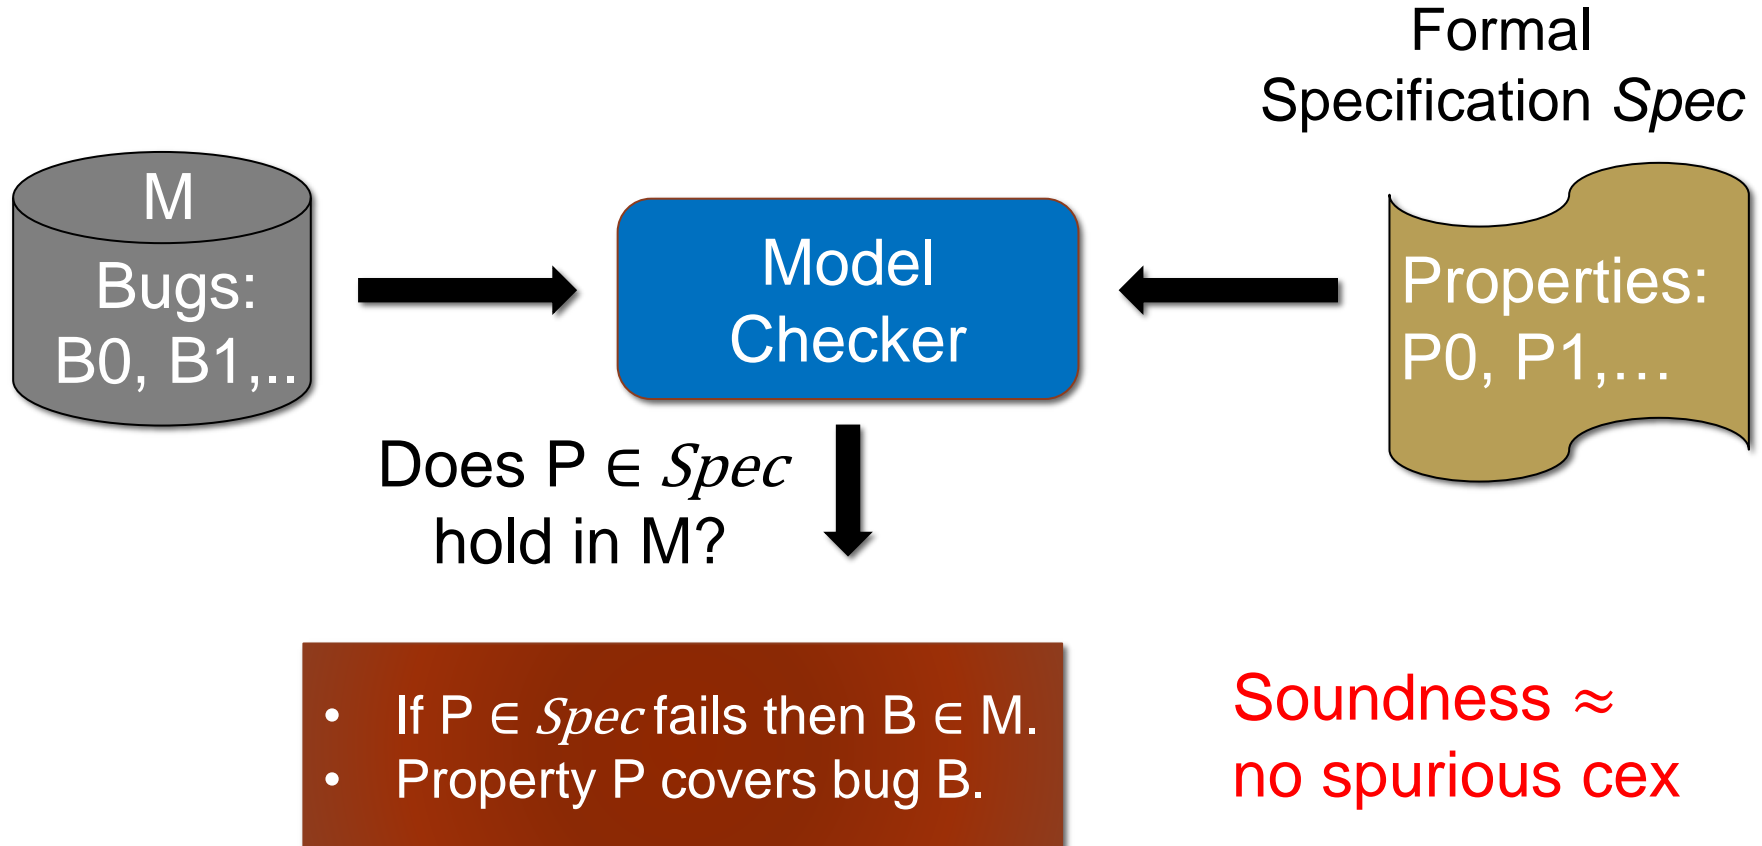 Formal
Specification Spec
M
Bugs:
B0, B1,..
Model
Checker
Properties:
P0, P1,…
Does P ∈ Spec
hold in M?
• If P ∈ Spec fails then B ∈ M.
• Property P covers bug B.
Soundness ≈
no spurious cex